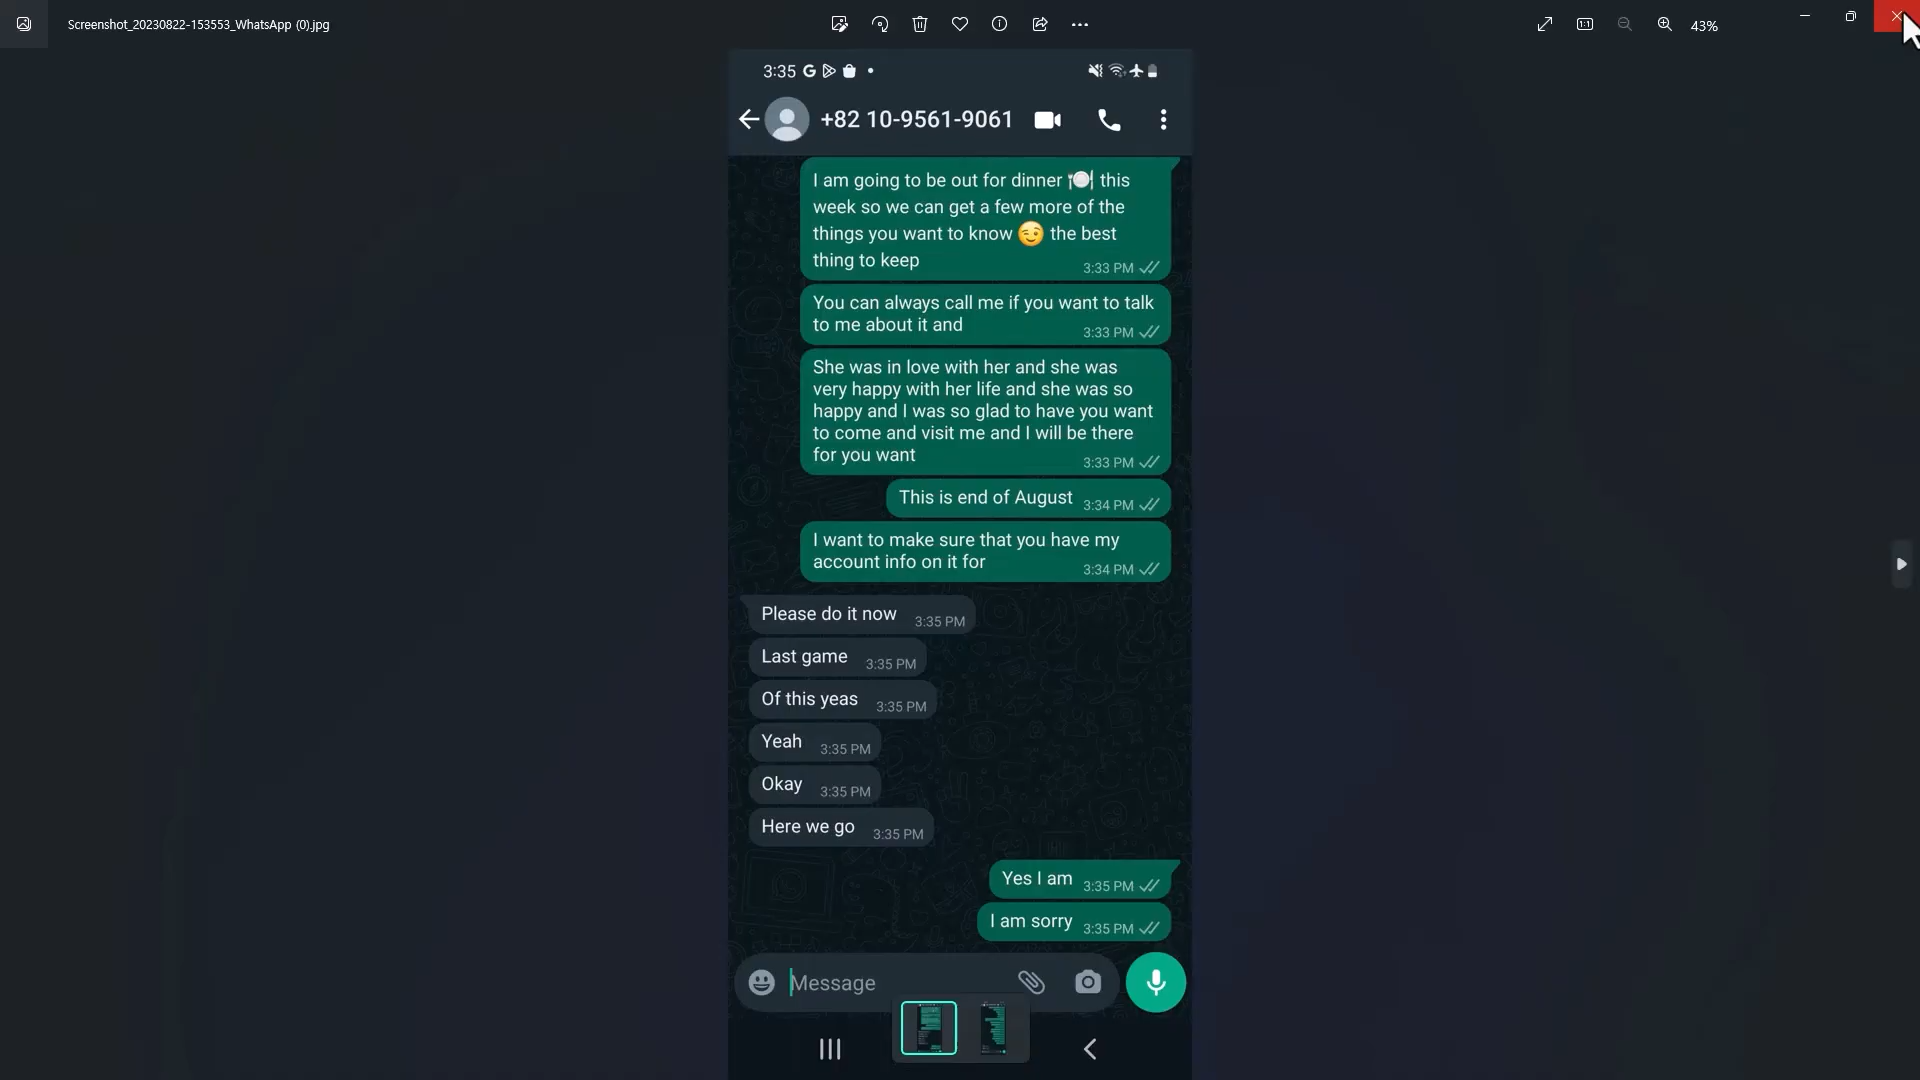 Screenshot_20230822-153553_WhatsApp (0).jpg
43%
3:35
+82 10-9561-9061
I am going to be out for dinner 🍽️ this
week so we can get a few more of the
things you want to know 😉 the best
thing to keep
3:33 PM
You can always call me if you want to talk
to me about it and
3:33 PM
She was in love with her and she was
very happy with her life and she was so
happy and I was so glad to have you want
to come and visit me and I will be there
for you want
3:33 PM
This is end of August 3:34 PM
I want to make sure that you have my
account info on it for
3:34 PM
Please do it now 3:35 PM
Last game 3:35 PM
Of this yeas 3:35 PM
Yeah 3:35 PM
Okay 3:35 PM
Here we go 3:35 PM
Yes I am 3:35 PM
I am sorry 3:35 PM
Message